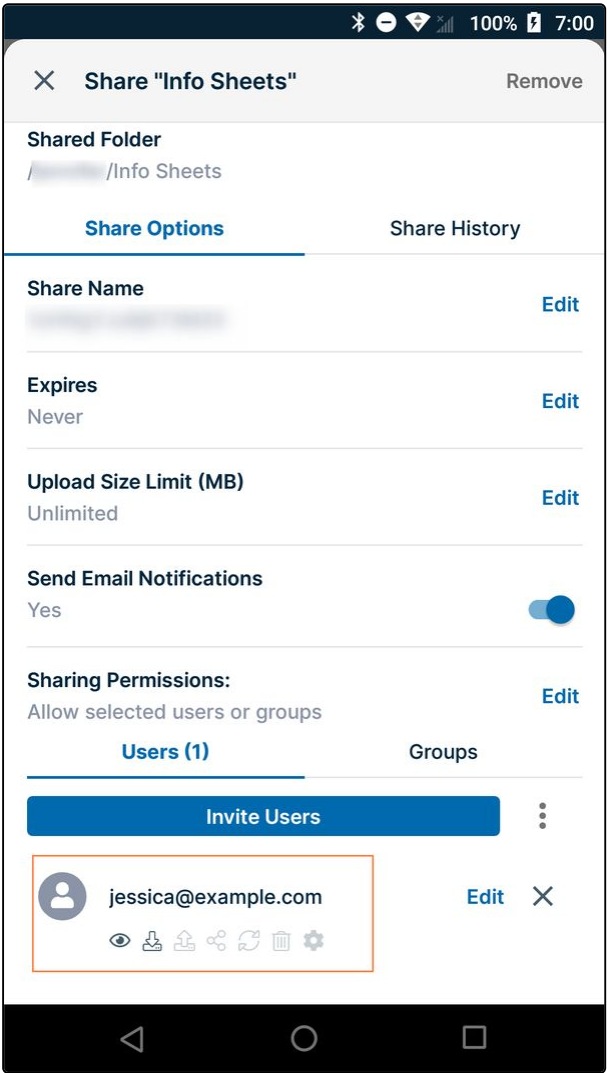 100% 7:00
Share "Info Sheets" Remove
Shared Folder
/Info Sheets
Share Options Share History
Share Name
Edit
Expires
Never
Edit
Upload Size Limit (MB)
Unlimited
Edit
Send Email Notifications
Yes
Sharing Permissions:
Allow selected users or groups
Edit
Users (1) Groups
Invite Users
jessica@example.com Edit